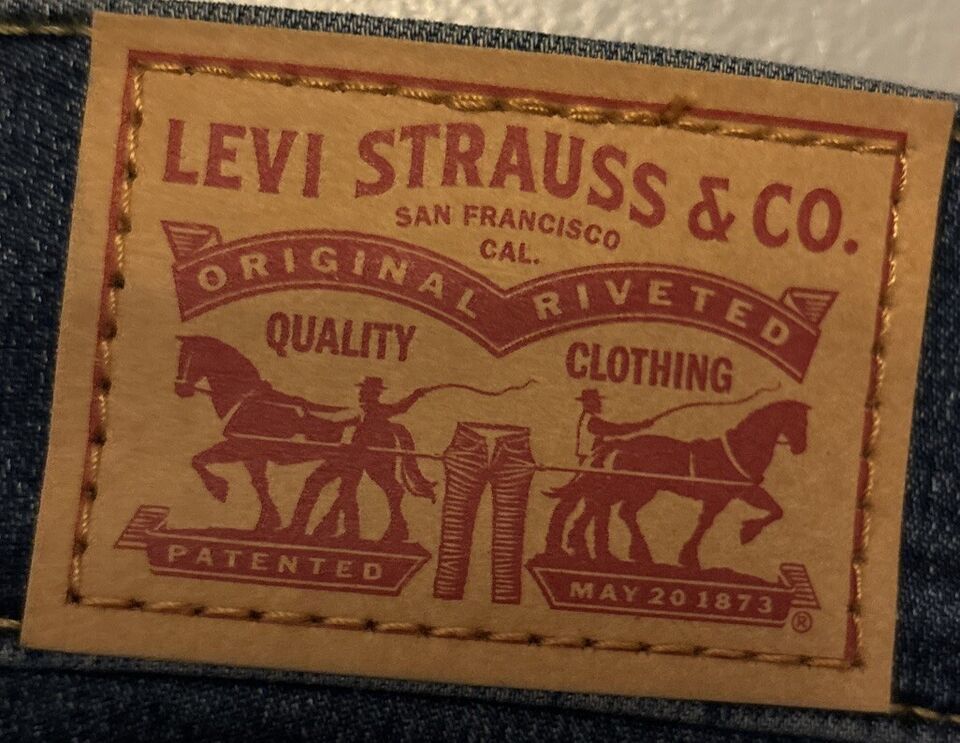 LEVI STRAUSS & CO.
SAN FRANCISCO
CAL.
ORIGINAL RIVETED
QUALITY CLOTHING
PATENTED MAY 20 1873 ®